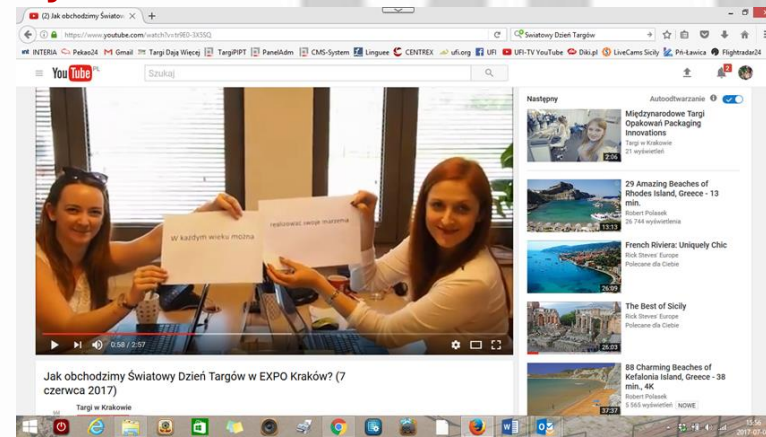 (2) Jak obchodzimy Światow
https://www.youtube.com/watch?v=tr9E0-3X5SQ
Światowy Dzień Targów
INTERIA Pekao24 Gmail Targi Dają Więcej TargiPIPT PanelAdm CMS-System Linguee CENTREX ufi.org UFI UFI-TV YouTube Diki.pl LiveCams Sicily Pń-Ławica Flightradar24
YouTube PL
Szukaj
2
W każdym wieku można
realizować swoje marzenia
0:58 / 2:57
Jak obchodzimy Światowy Dzień Targów w EXPO Kraków? (7
czerwca 2017)
Targi w Krakowie
Następny
Autoodtwarzanie
Międzynarodowe Targi
Opakowań Packaging
Innovations
Targi w Krakowie
21 wyświetleń
2:06
29 Amazing Beaches of
Rhodes Island, Greece - 13
min.
Robert Polasek
26 744 wyświetlenia
13:13
French Riviera: Uniquely Chic
Rick Steves' Europe
Polecane dla Ciebie
26:09
The Best of Sicily
Rick Steves' Europe
Polecane dla Ciebie
26:03
88 Charming Beaches of
Kefalonia Island, Greece - 38
min., 4K
Robert Polasek
5 565 wyświetleń NOWE
37:37
15:56